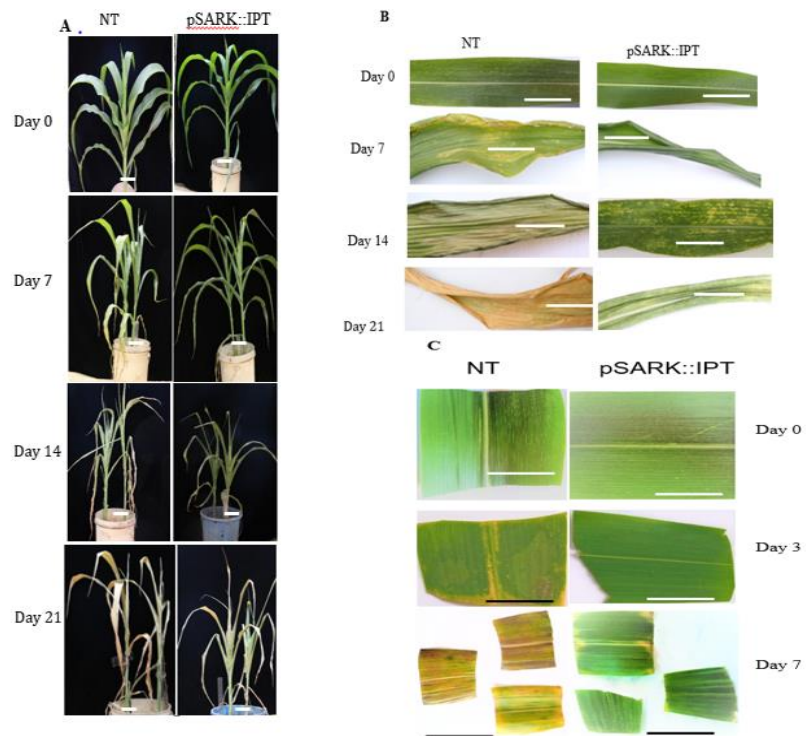 A
NT
pSARK::IPT
Day 0
Day 7
Day 14
Day 21
B
NT
pSARK::IPT
Day 0
Day 7
Day 14
Day 21
C
NT
pSARK::IPT
Day 0
Day 3
Day 7